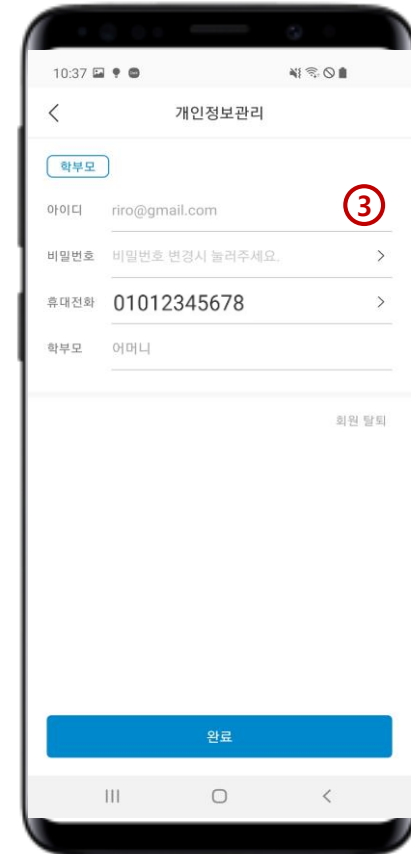 10:37
개인정보관리
학부모
아이디 riro@gmail.com ③
비밀번호 비밀번호 변경시 눌러주세요.
휴대전화 01012345678
학부모 어머니
회원 탈퇴
완료